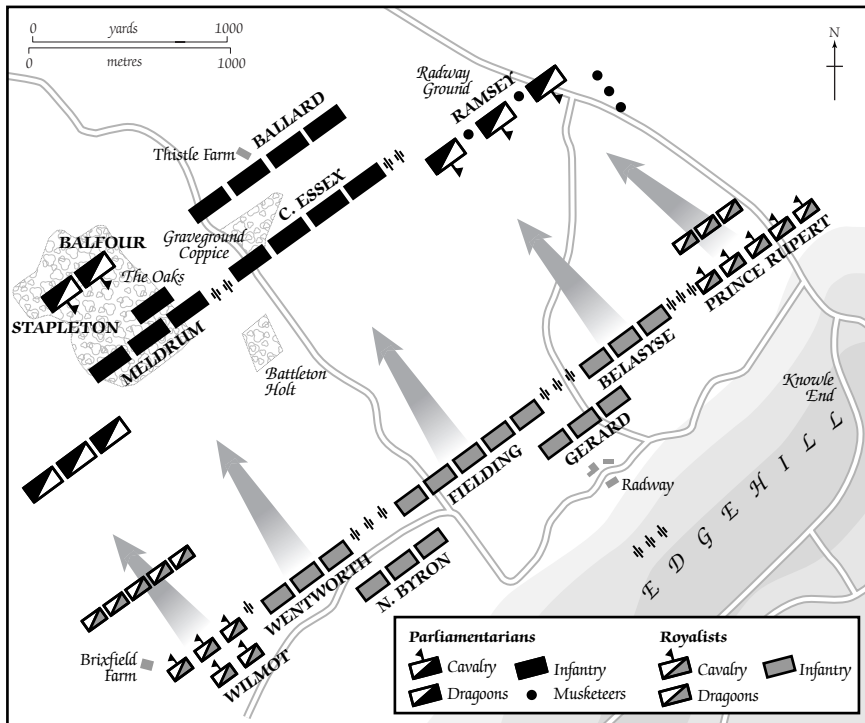 0 yards 1000
0 metres 1000
N
Radway
Ground
RAMSEY
BALLARD
Thistle Farm
C. ESSEX
Graveground
Coppice
BALFOUR
The Oaks
STAPLETON
MELDRUM
Battleton
Holt
PRINCE RUPERT
BELASYSE
Knowle
End
GERARD
FIELDING
Radway
EDGEHILL
WENTWORTH
N. BYRON
WILMOT
Brixfield
Farm
Parliamentarians
Cavalry
Infantry
Dragoons
Musketeers
Royalists
Cavalry
Infantry
Dragoons